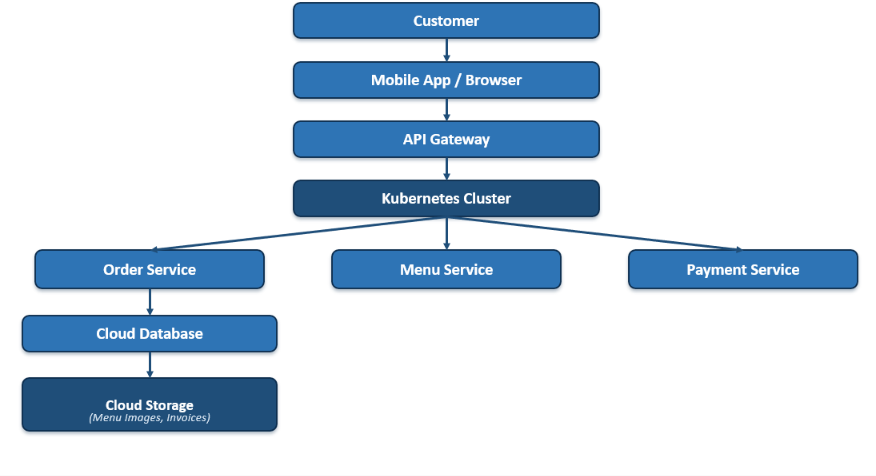 Customer
Mobile App / Browser
API Gateway
Kubernetes Cluster
Order Service
Menu Service
Payment Service
Cloud Database
Cloud Storage
(Menu Images, Invoices)